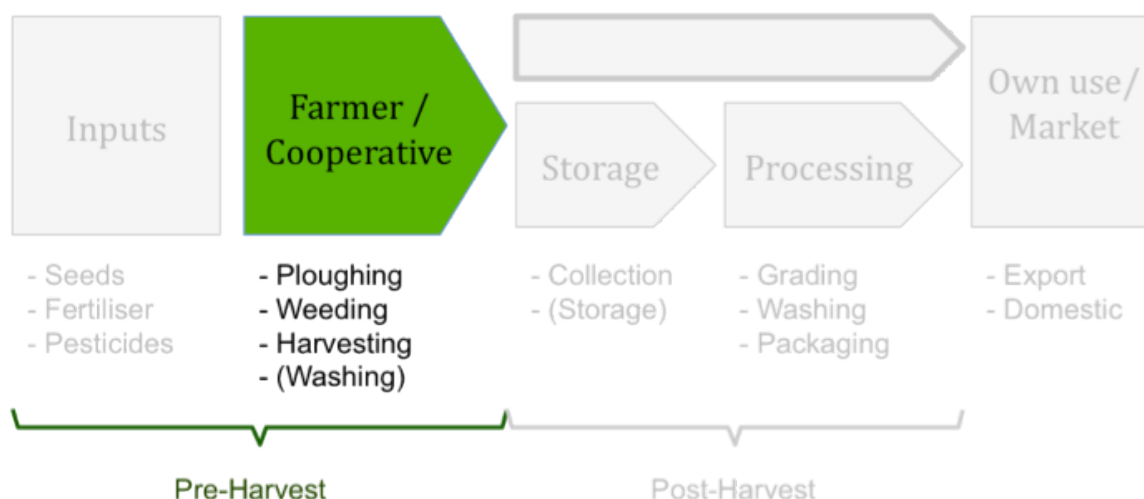 Inputs
Farmer /
Cooperative
Storage
Processing
Own use/
Market
- Seeds
- Fertiliser
- Pesticides
- Ploughing
- Weeding
- Harvesting
- (Washing)
- Collection
- (Storage)
- Grading
- Washing
- Packaging
- Export
- Domestic
Pre-Harvest
Post-Harvest